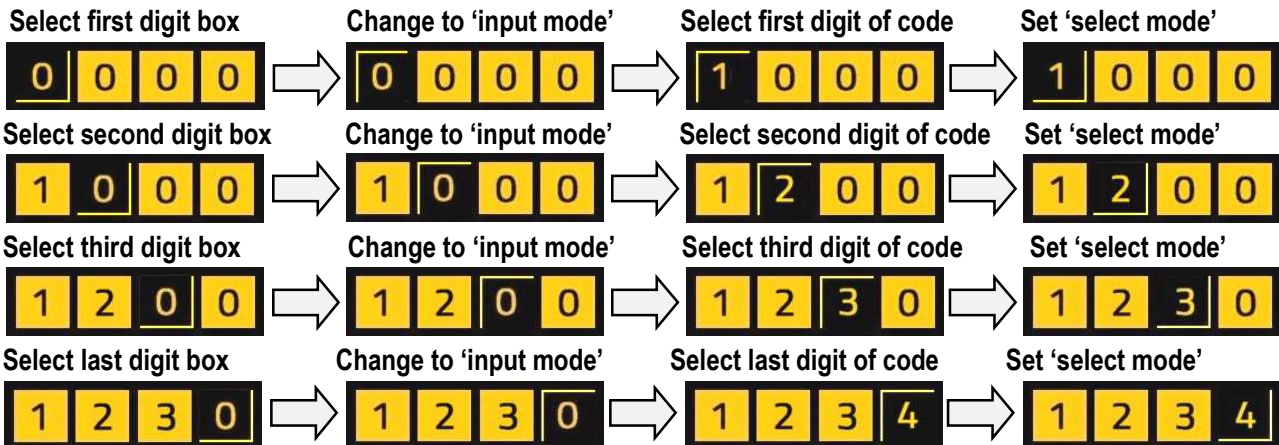 Select first digit box Change to ‘input mode’ Select first digit of code Set ‘select mode’
0 0 0 0 0 0 0 0 1 0 0 0 1 0 0 0
Select second digit box Change to ‘input mode’ Select second digit of code Set ‘select mode’
1 0 0 0 1 0 0 0 1 2 0 0 1 2 0 0
Select third digit box Change to ‘input mode’ Select third digit of code Set ‘select mode’
1 2 0 0 1 2 0 0 1 2 3 0 1 2 3 0
Select last digit box Change to ‘input mode’ Select last digit of code Set ‘select mode’
1 2 3 0 1 2 3 0 1 2 3 4 1 2 3 4